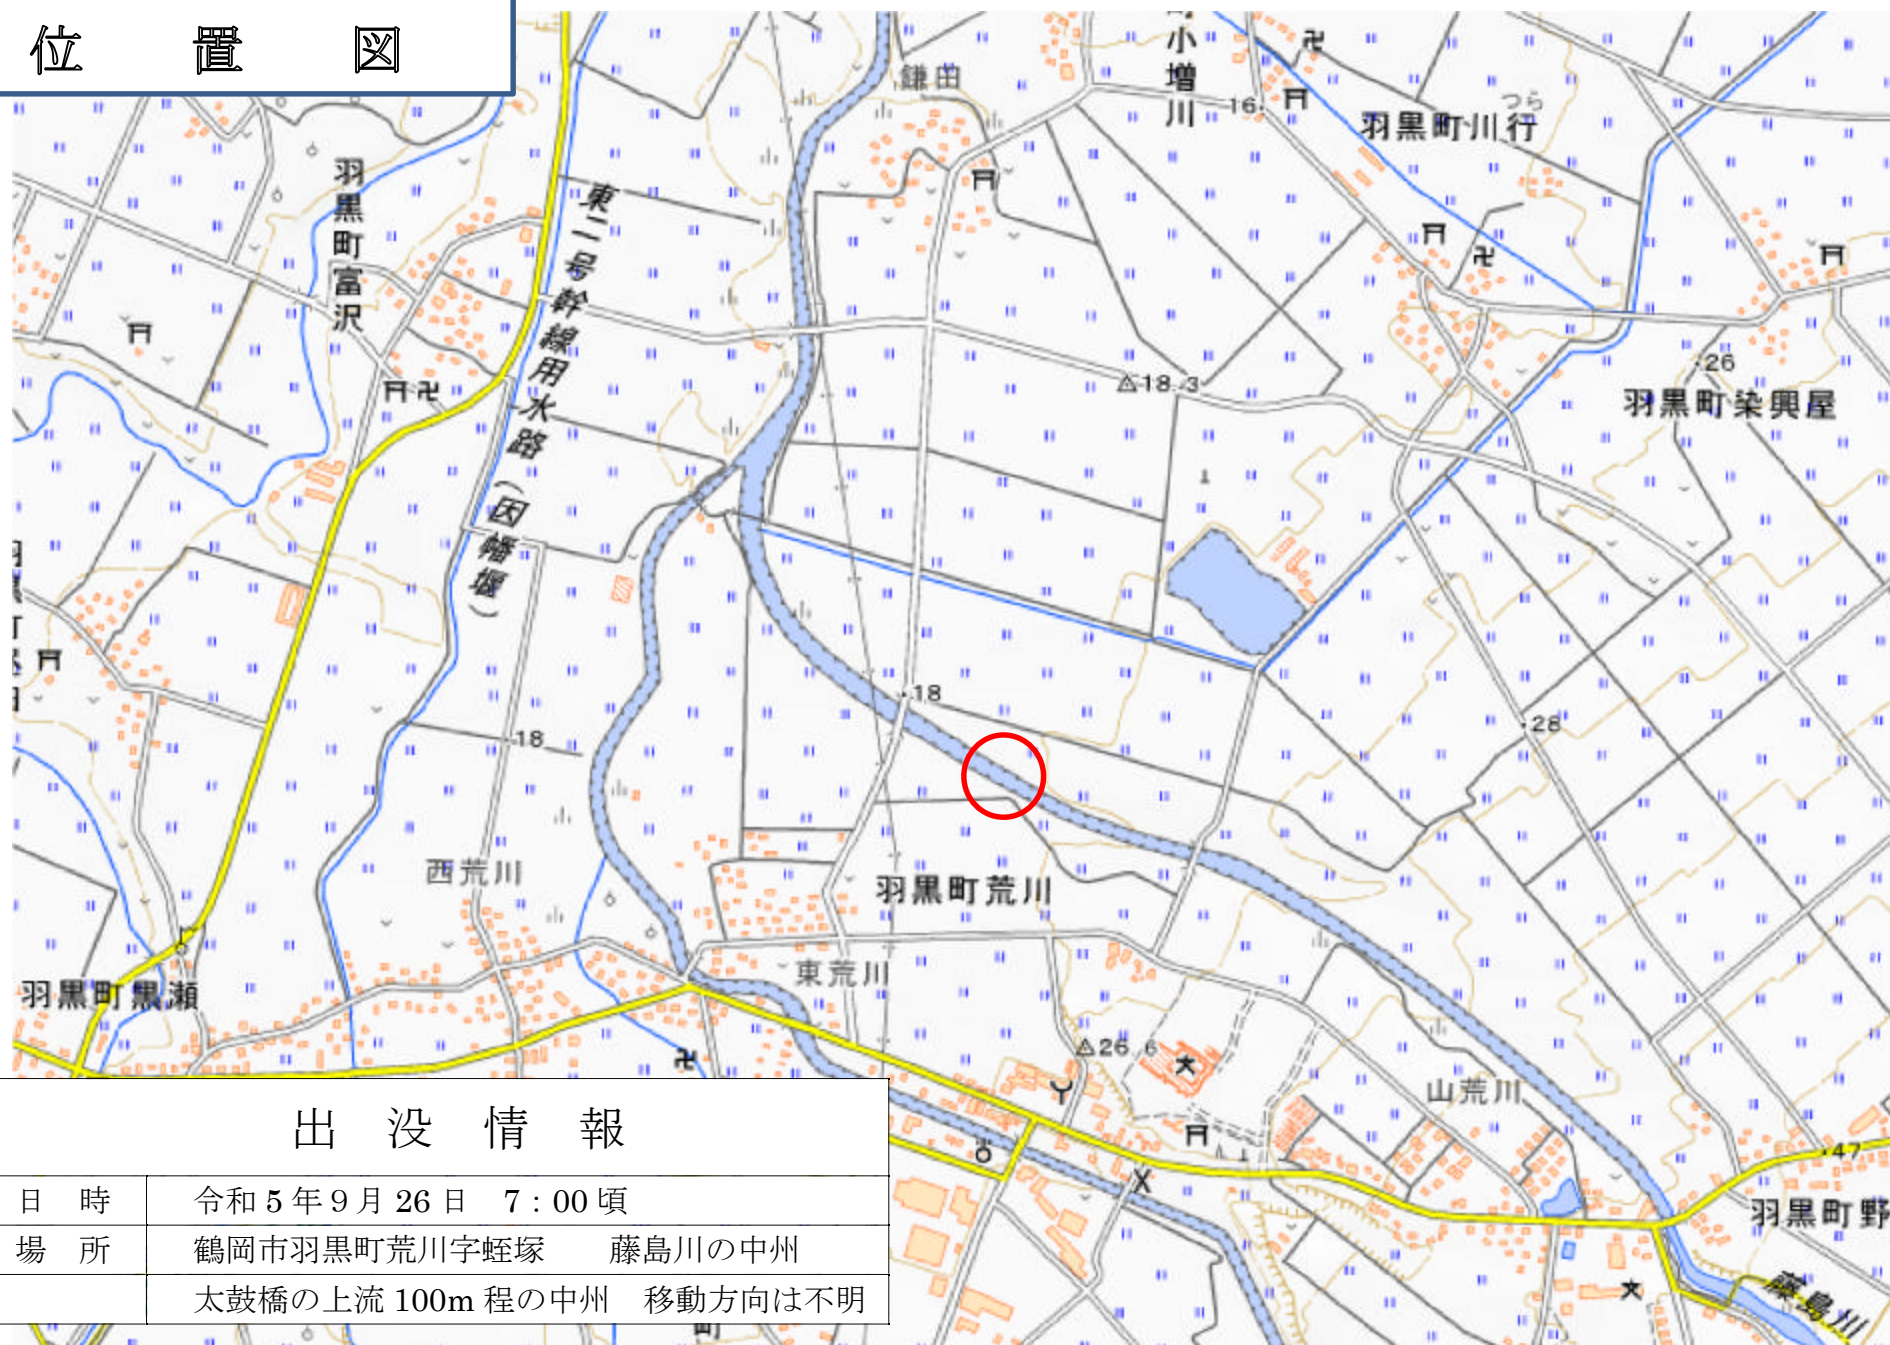 位 置 図
小増川
鎌田
16
つら
羽黒町川行
羽黒町富沢
東二号幹線用水路(因幡堰)
△18.3
26
羽黒町染興屋
18
28
18
西荒川
羽黒町荒川
東荒川
羽黒町黒瀬
△26.6
山荒川
47
羽黒町野
藤島川
町
出 没 情 報
日 時 令和5年9月26日 7:00頃
場 所 鶴岡市羽黒町荒川字蛭塚 藤島川の中州
太鼓橋の上流100m程の中州 移動方向は不明